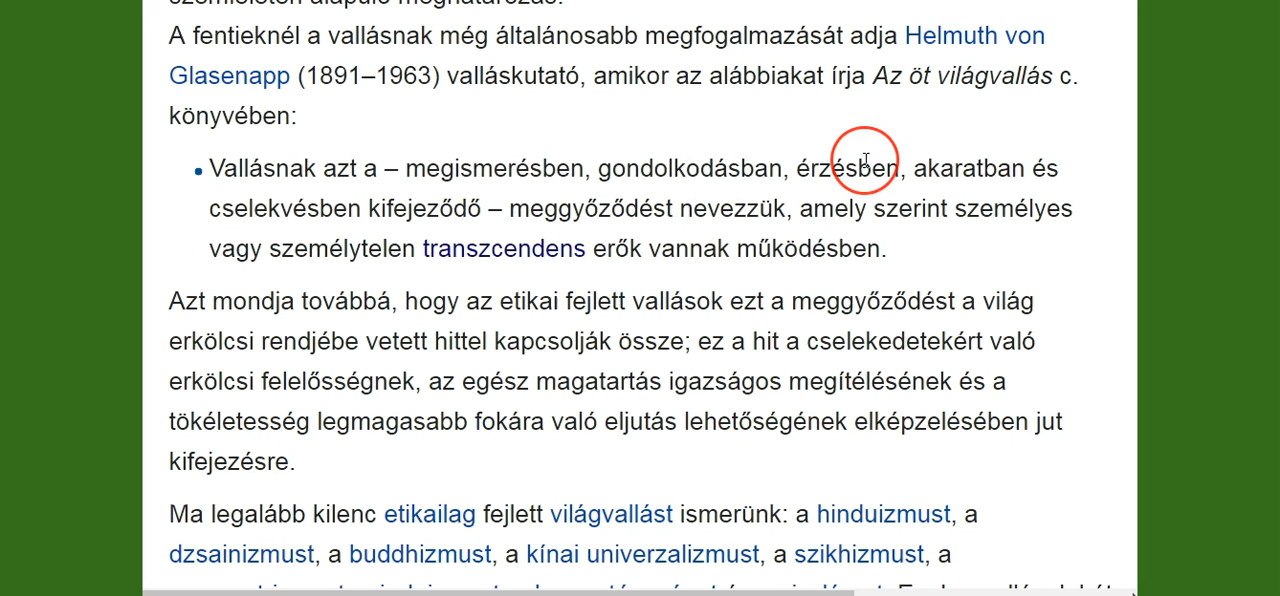 A fentieknél a vallásnak még általánosabb megfogalmazását adja Helmuth von
Glasenapp (1891–1963) valláskutató, amikor az alábbiakat írja Az öt világvallás c.
könyvében:
Vallásnak azt a – megismerésben, gondolkodásban, érzésben, akaratban és
cselekvésben kifejeződő – meggyőződést nevezzük, amely szerint személyes
vagy személytelen transzcendens erők vannak működésben.
Azt mondja továbbá, hogy az etikai fejlett vallások ezt a meggyőződést a világ
erkölcsi rendjébe vetett hittel kapcsolják össze; ez a hit a cselekedetekért való
erkölcsi felelősségnek, az egész magatartás igazságos megítélésének és a
tökéletesség legmagasabb fokára való eljutás lehetőségének elképzelésében jut
kifejezésre.
Ma legalább kilenc etikailag fejlett világvallást ismerünk: a hinduizmust, a
dzsainizmust, a buddhizmust, a kínai univerzalizmust, a szikhizmust, a